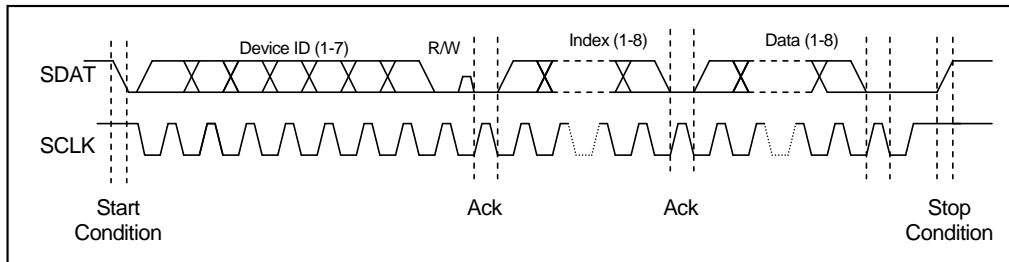 Device ID (1-7)
R/W
Index (1-8)
Data (1-8)
SDAT
SCLK
Start
Condition
Ack
Ack
Stop
Condition